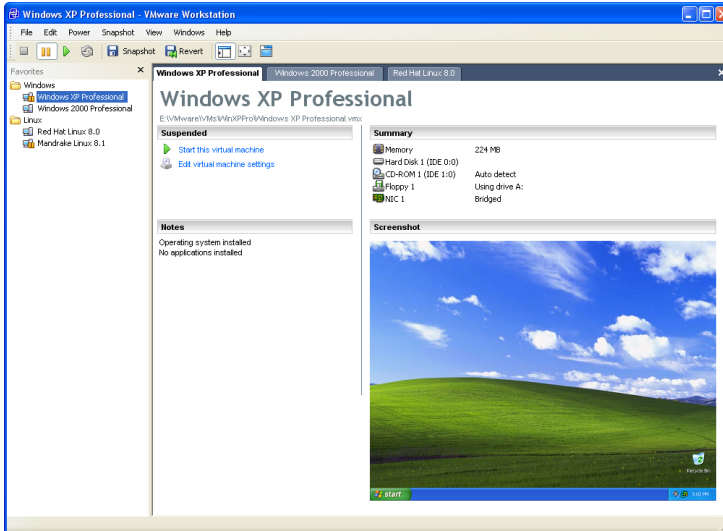 Windows XP Professional - VMware Workstation
File Edit Power Snapshot View Windows Help
Snapshot Revert
Favorites
Windows
Windows XP Professional
Windows 2000 Professional
Linux
Red Hat Linux 8.0
Mandrake Linux 8.1
Windows XP Professional Windows 2000 Professional Red Hat Linux 8.0
Windows XP Professional
E:\VMware\VMs\WinXPPro\Windows XP Professional.vmx
Suspended
Start this virtual machine
Edit virtual machine settings
Notes
Operating system installed
No applications installed
Summary
Memory 224 MB
Hard Disk 1 (IDE 0:0)
CD-ROM 1 (IDE 1:0) Auto detect
Floppy 1 Using drive A:
NIC 1 Bridged
Screenshot
Recycle Bin
start
5:02 PM